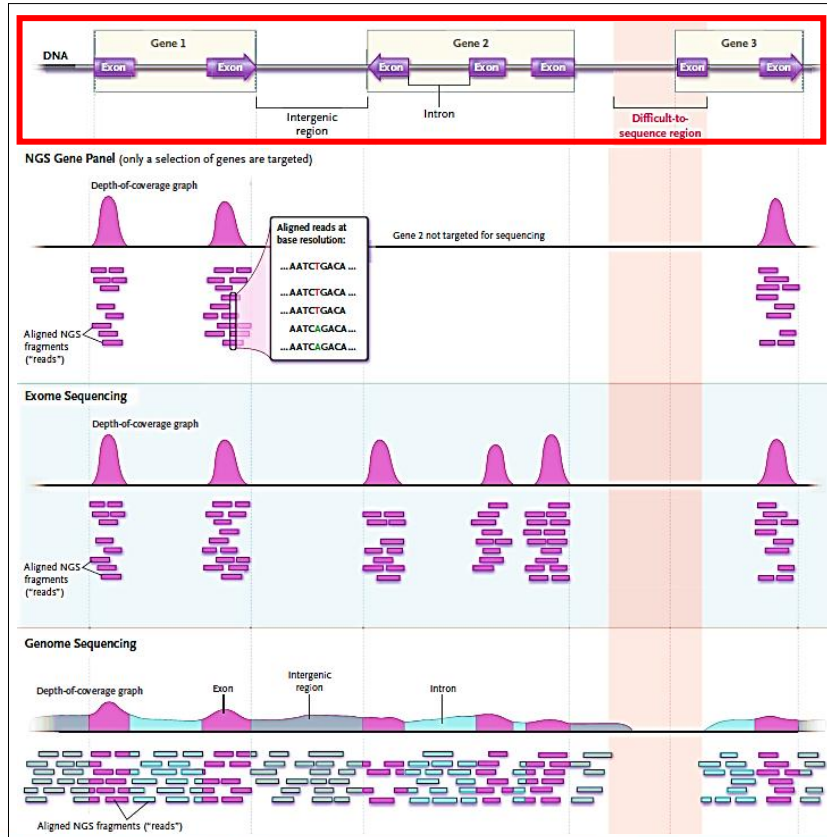 Gene 1
Gene 2
Gene 3
DNA
Exon
Exon
Exon
Exon
Exon
Exon
Exon
Intergenic
region
Intron
Difficult-to-
sequence region
NGS Gene Panel (only a selection of genes are targeted)
Depth-of-coverage graph
Aligned reads at
base resolution:
...AATCTGACA...
...AATCTGACA...
...AATCTGACA
AATCAGACA...
...AATCAGACA...
Gene 2 not targeted for sequencing
Aligned NGS
fragments
("reads")
Exome Sequencing
Depth-of-coverage graph
Aligned NGS
fragments
("reads")
Genome Sequencing
Depth-of-coverage graph
Exon
Intergenic
region
Intron
Aligned NGS fragments ("reads")